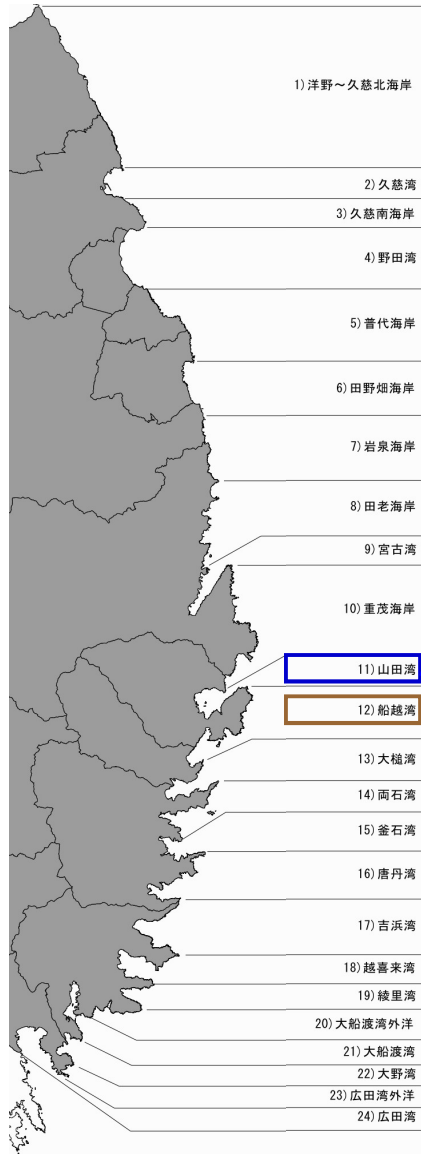 1)洋野~久慈北海岸
2)久慈湾
3)久慈南海岸
4)野田湾
5)普代海岸
6)田野畑海岸
7)岩泉海岸
8)田老海岸
9)宮古湾
10)重茂海岸
11)山田湾
12)船越湾
13)大槌湾
14)両石湾
15)釜石湾
16)唐丹湾
17)吉浜湾
18)越喜来湾
19)綾里湾
20)大船渡湾外洋
21)大船渡湾
22)大野湾
23)広田湾外洋
24)広田湾